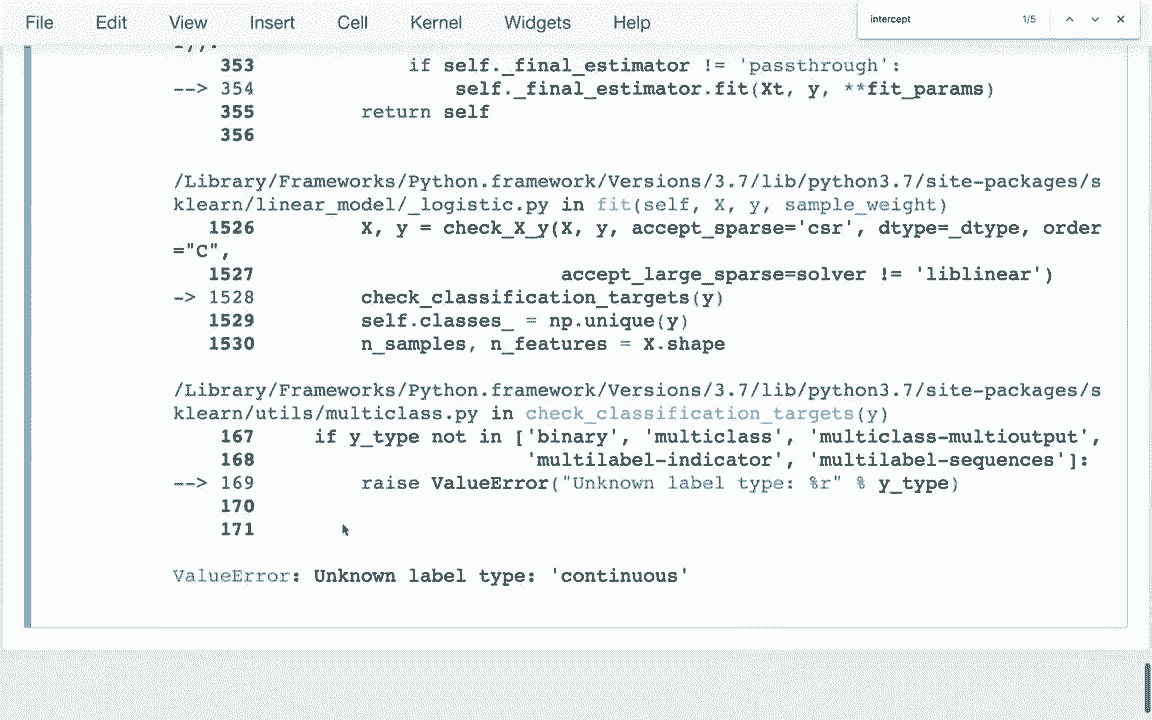 File Edit View Insert Cell Kernel Widgets Help
intercept 1/5
353 if self._final_estimator != 'passthrough':
--> 354 self._final_estimator.fit(Xt, y, **fit_params)
355 return self
356
/Library/Frameworks/Python.framework/Versions/3.7/lib/python3.7/site-packages/s
klearn/linear_model/_logistic.py in fit(self, X, y, sample_weight)
1526 X, y = check_X_y(X, y, accept_sparse='csr', dtype=_dtype, order
="C",
1527 accept_large_sparse=solver != 'liblinear')
-> 1528 check_classification_targets(y)
1529 self.classes_ = np.unique(y)
1530 n_samples, n_features = X.shape
/Library/Frameworks/Python.framework/Versions/3.7/lib/python3.7/site-packages/s
klearn/utils/multiclass.py in check_classification_targets(y)
167 if y_type not in ['binary', 'multiclass', 'multiclass-multioutput',
168 'multilabel-indicator', 'multilabel-sequences']:
--> 169 raise ValueError("Unknown label type: %r" % y_type)
170
171
ValueError: Unknown label type: 'continuous'